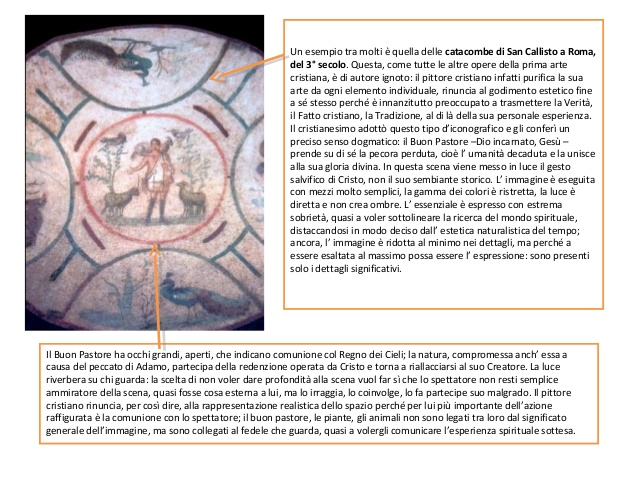 Un esempio tra molti è quella delle catacombe di San Callisto a Roma,
del 3° secolo. Questa, come tutte le altre opere della prima arte
cristiana, è di autore ignoto: il pittore cristiano infatti purifica la sua
arte da ogni elemento individuale, rinuncia al godimento estetico fine
a sé stesso perché è innanzitutto preoccupato a trasmettere la Verità,
il Fatto cristiano, la Tradizione, al di là della sua personale esperienza.
Il cristianesimo adottò questo tipo d'iconografico e gli conferì un
preciso senso dogmatico: il Buon Pastore –Dio incarnato, Gesù –
prende su di sé la pecora perduta, cioè l' umanità decaduta e la unisce
alla sua gloria divina. In questa scena viene messo in luce il gesto
salvifico di Cristo, non il suo sembiante storico. L' immagine è eseguita
con mezzi molto semplici, la gamma dei colori è ristretta, la luce è
diretta e non crea ombre. L' essenziale è espresso con estrema
sobrietà, quasi a voler sottolineare la ricerca del mondo spirituale,
distaccandosi in modo deciso dall' estetica naturalistica del tempo;
ancora, l' immagine è ridotta al minimo nei dettagli, ma perché a
essere esaltata al massimo possa essere l' espressione: sono presenti
solo i dettagli significativi.
Il Buon Pastore ha occhi grandi, aperti, che indicano comunione col Regno dei Cieli; la natura, compromessa anch' essa a
causa del peccato di Adamo, partecipa della redenzione operata da Cristo e torna a riallacciarsi al suo Creatore. La luce
riverbera su chi guarda: la scelta di non voler dare profondità alla scena vuol far sì che lo spettatore non resti semplice
ammiratore della scena, quasi fosse cosa esterna a lui, ma lo irraggia, lo coinvolge, lo fa partecipe suo malgrado. Il pittore
cristiano rinuncia, per così dire, alla rappresentazione realistica dello spazio perché per lui più importante dell'azione
raffigurata è la comunione con lo spettatore; il buon pastore, le piante, gli animali non sono legati tra loro dal significato
generale dell'immagine, ma sono collegati al fedele che guarda, quasi a volergli comunicare l'esperienza spirituale sottesa.